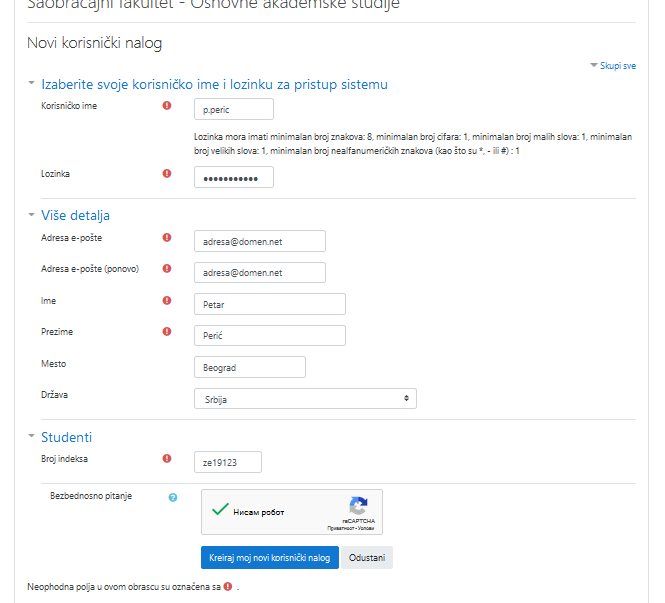 Saobraćajni fakultet - Osnovne akademske studije
Novi korisnički nalog
Skupi sve
Izaberite svoje korisničko ime i lozinku za pristup sistemu
Korisničko ime
p.peric
Lozinka mora imati minimalan broj znakova: 8, minimalan broj cifara: 1, minimalan broj malih slova: 1, minimalan
broj velikih slova: 1, minimalan broj nealfanumeričkih znakova (kao što su *, - ili #) : 1
Lozinka
•••••••••••
Više detalja
Adresa e-pošte
adresa@domen.net
Adresa e-pošte (ponovo)
adresa@domen.net
Ime
Petar
Prezime
Perić
Mesto
Beograd
Država
Srbija
Studenti
Broj indeksa
ze19123
Bezbednosno pitanje
Нисам робот
reCAPTCHA
Приватност - Услови
Kreiraj moj novi korisnički nalog
Odustani
Neophodna polja u ovom obrascu su označena sa .